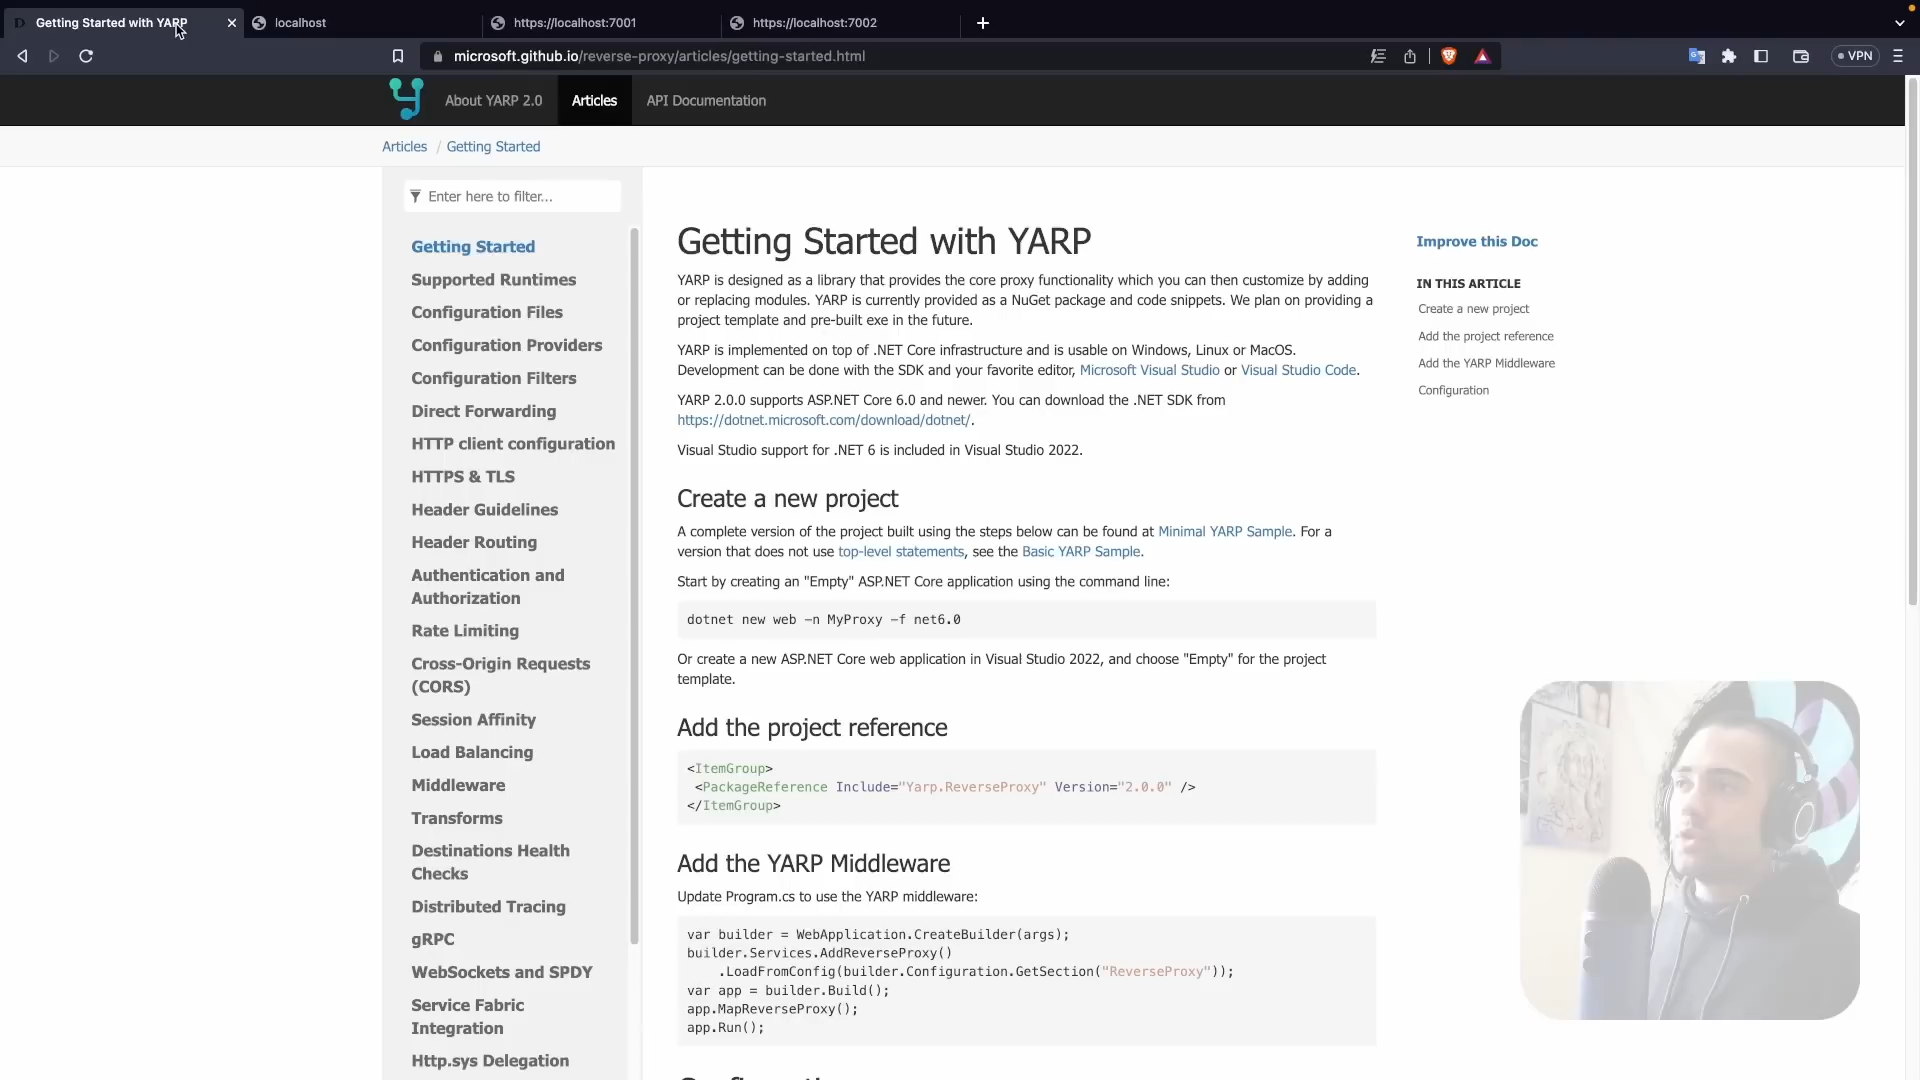 Getting Started with YARP
localhost
https://localhost:7001
https://localhost:7002
microsoft.github.io/reverse-proxy/articles/getting-started.html
VPN
About YARP 2.0
Articles
API Documentation
Articles / Getting Started
Enter here to filter...
Getting Started
Supported Runtimes
Configuration Files
Configuration Providers
Configuration Filters
Direct Forwarding
HTTP client configuration
HTTPS & TLS
Header Guidelines
Header Routing
Authentication and
Authorization
Rate Limiting
Cross-Origin Requests
(CORS)
Session Affinity
Load Balancing
Middleware
Transforms
Destinations Health
Checks
Distributed Tracing
gRPC
WebSockets and SPDY
Service Fabric
Integration
Http.sys Delegation
Getting Started with YARP
YARP is designed as a library that provides the core proxy functionality which you can then customize by adding
or replacing modules. YARP is currently provided as a NuGet package and code snippets. We plan on providing a
project template and pre-built exe in the future.
YARP is implemented on top of .NET Core infrastructure and is usable on Windows, Linux or MacOS.
Development can be done with the SDK and your favorite editor, Microsoft Visual Studio or Visual Studio Code.
YARP 2.0.0 supports ASP.NET Core 6.0 and newer. You can download the .NET SDK from
https://dotnet.microsoft.com/download/dotnet/.
Visual Studio support for .NET 6 is included in Visual Studio 2022.
Create a new project
A complete version of the project built using the steps below can be found at Minimal YARP Sample. For a
version that does not use top-level statements, see the Basic YARP Sample.
Start by creating an "Empty" ASP.NET Core application using the command line:
dotnet new web -n MyProxy -f net6.0
Or create a new ASP.NET Core web application in Visual Studio 2022, and choose "Empty" for the project
template.
Add the project reference
<ItemGroup>
<PackageReference Include="Yarp.ReverseProxy" Version="2.0.0" />
</ItemGroup>
Add the YARP Middleware
Update Program.cs to use the YARP middleware:
var builder = WebApplication.CreateBuilder(args);
builder.Services.AddReverseProxy()
.LoadFromConfig(builder.Configuration.GetSection("ReverseProxy"));
var app = builder.Build();
app.MapReverseProxy();
app.Run();
Improve this Doc
IN THIS ARTICLE
Create a new project
Add the project reference
Add the YARP Middleware
Configuration